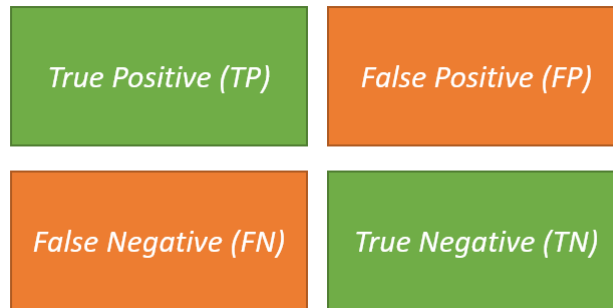 True Positive (TP)
False Positive (FP)
False Negative (FN)
True Negative (TN)